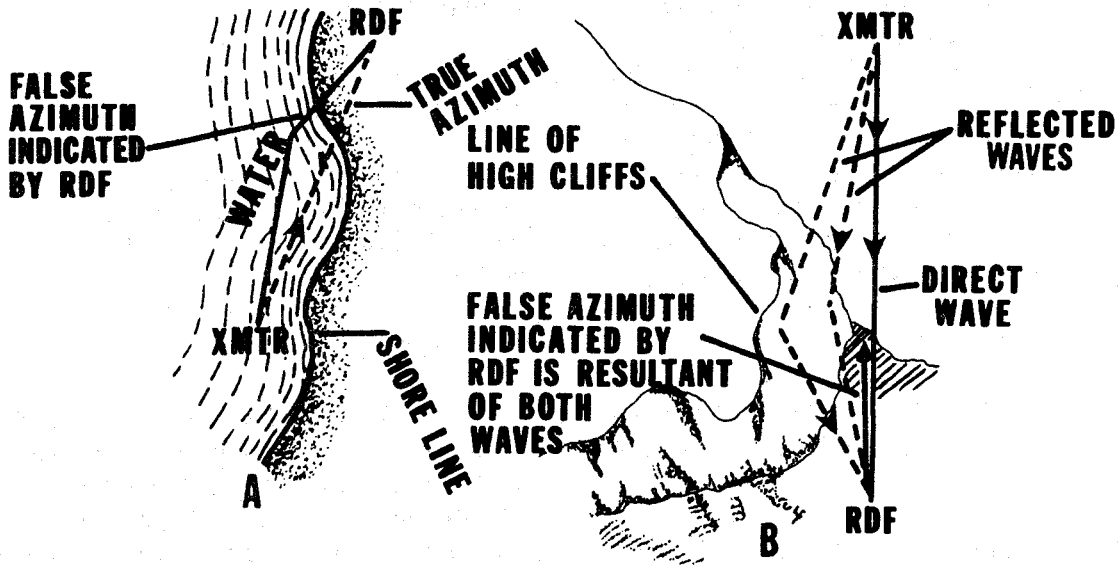 RDF
FALSE
AZIMUTH
INDICATED
BY RDF
TRUE
AZIMUTH
WATER
XMTR
SHORE LINE
A
XMTR
REFLECTED
WAVES
LINE OF
HIGH CLIFFS
DIRECT
WAVE
FALSE AZIMUTH
INDICATED BY
RDF IS RESULTANT
OF BOTH
WAVES
RDF
B